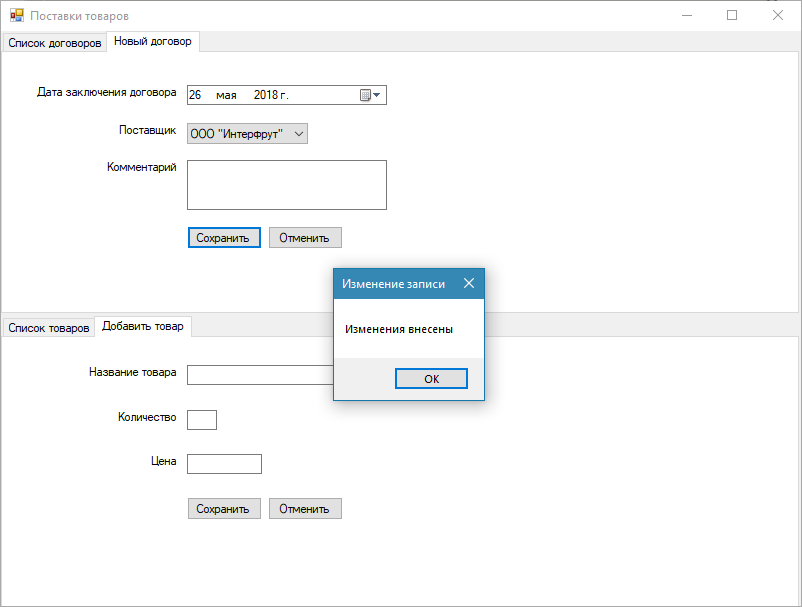 Поставки товаров
Список договоров Новый договор
Дата заключения договора 26 мая 2018 г.
Поставщик ООО "Интерфрут"
Комментарий
Сохранить Отменить
Изменение записи
Изменения внесены
ОК
Список товаров Добавить товар
Название товара
Количество
Цена
Сохранить Отменить